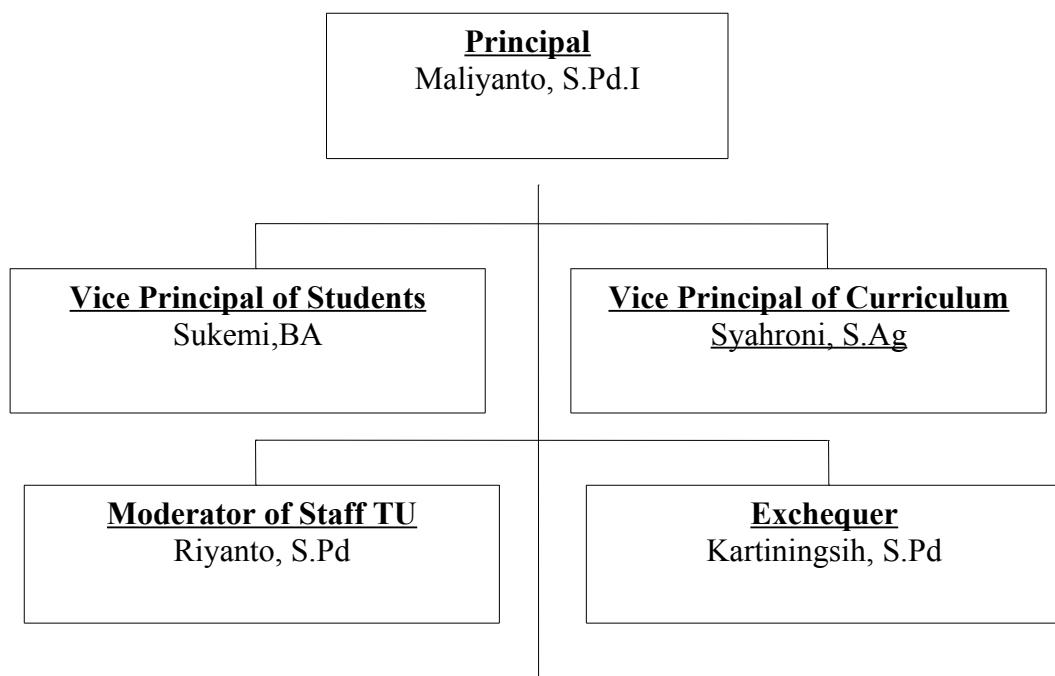 Principal
Maliyanto, S.Pd.I
Vice Principal of Students
Sukemi,BA
Vice Principal of Curriculum
Syahroni, S.Ag
Moderator of Staff TU
Riyanto, S.Pd
Exchequer
Kartiningsih, S.Pd